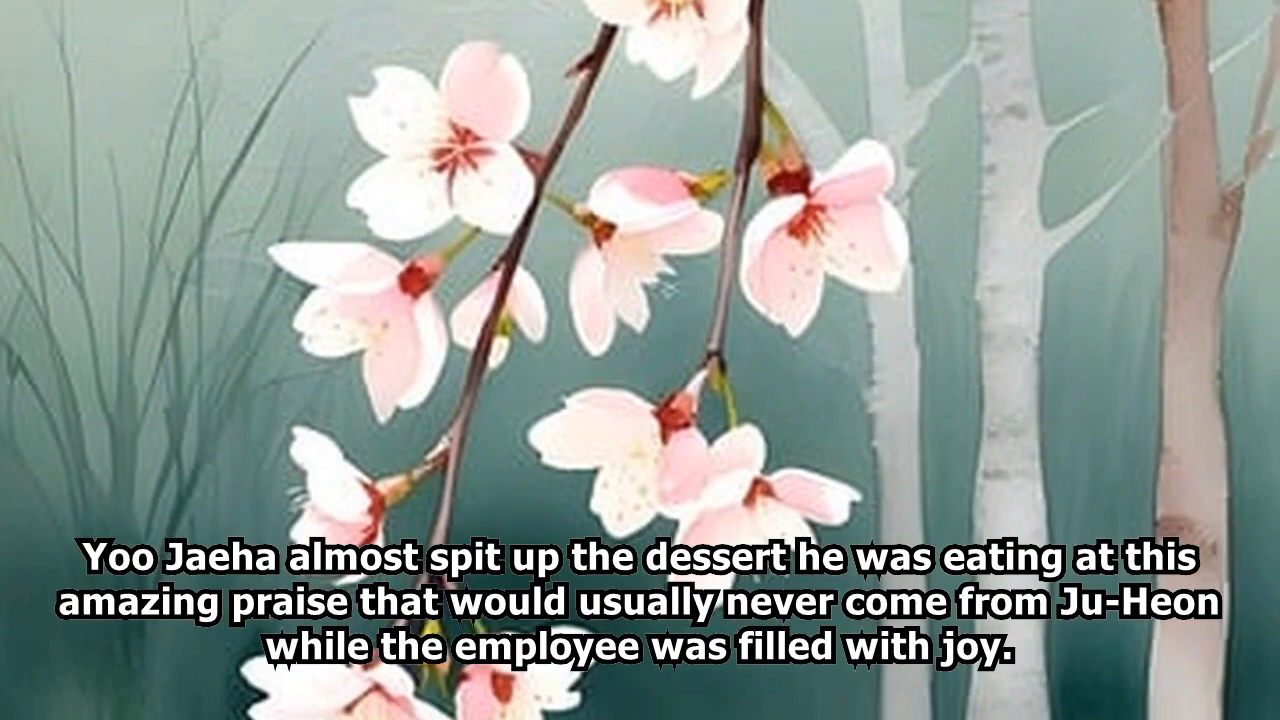 Yoo Jaeha almost spit up the dessert he was eating at this
amazing praise that would usually never come from Ju-Heon
while the employee was filled with joy.